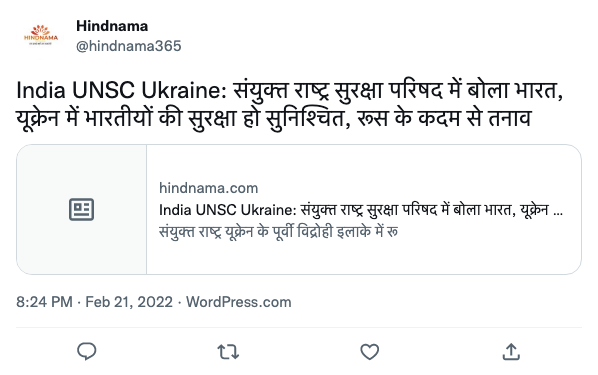 Hindnama
@hindnama365
HINDNAMA
India UNSC Ukraine: संयुक्त राष्ट्र सुरक्षा परिषद में बोला भारत,
यूक्रेन में भारतीयों की सुरक्षा हो सुनिश्चित, रूस के कदम से तनाव
hindnama.com
India UNSC Ukraine: संयुक्त राष्ट्र सुरक्षा परिषद में बोला भारत, यूक्रेन ...
संयुक्त राष्ट्र यूक्रेन के पूर्वी विद्रोही इलाके में रू
8:24 PM · Feb 21, 2022 · WordPress.com